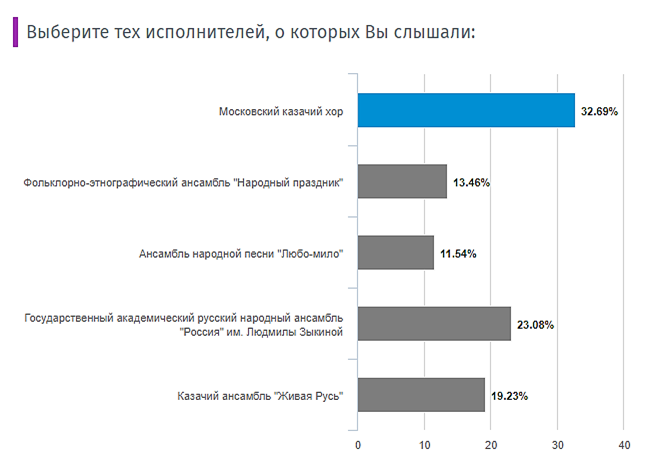 Выберите тех исполнителей, о которых Вы слышали:
Московский казачий хор
32.69%
Фольклорно-этнографический ансамбль "Народный праздник"
13.46%
Ансамбль народной песни "Любо-мило"
11.54%
Государственный академический русский народный ансамбль
"Россия" им. Людмилы Зыкиной
23.08%
Казачий ансамбль "Живая Русь"
19.23%
0 10 20 30 40